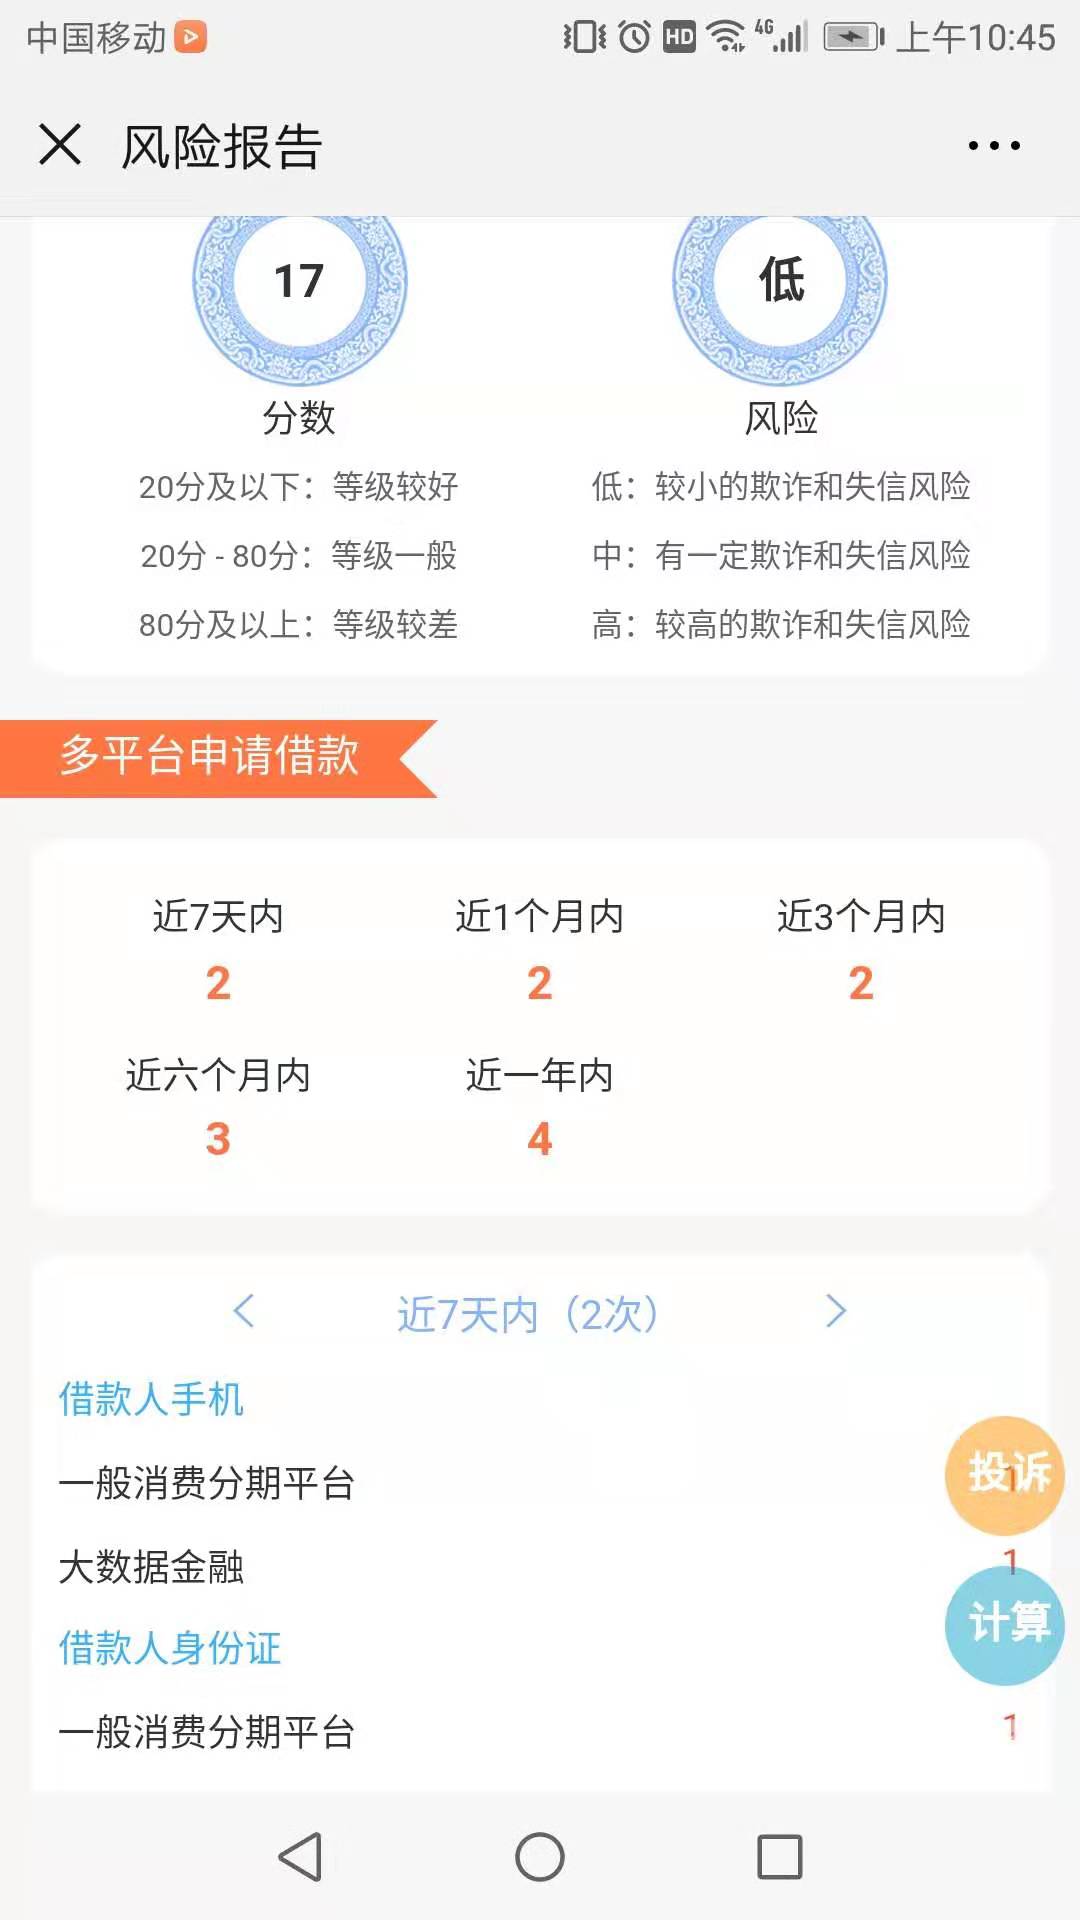 中国移动 HD 4G 上午10:45
风险报告
17 低
分数 风险
20分及以下：等级较好 低：较小的欺诈和失信风险
20分 - 80分：等级一般 中：有一定欺诈和失信风险
80分及以上：等级较差 高：较高的欺诈和失信风险
多平台申请借款
近7天内 近1个月内 近3个月内
2 2 2
近六个月内 近一年内
3 4
近7天内（2次）
借款人手机
一般消费分期平台 1
投诉
大数据金融 1
计算
借款人身份证
一般消费分期平台 1